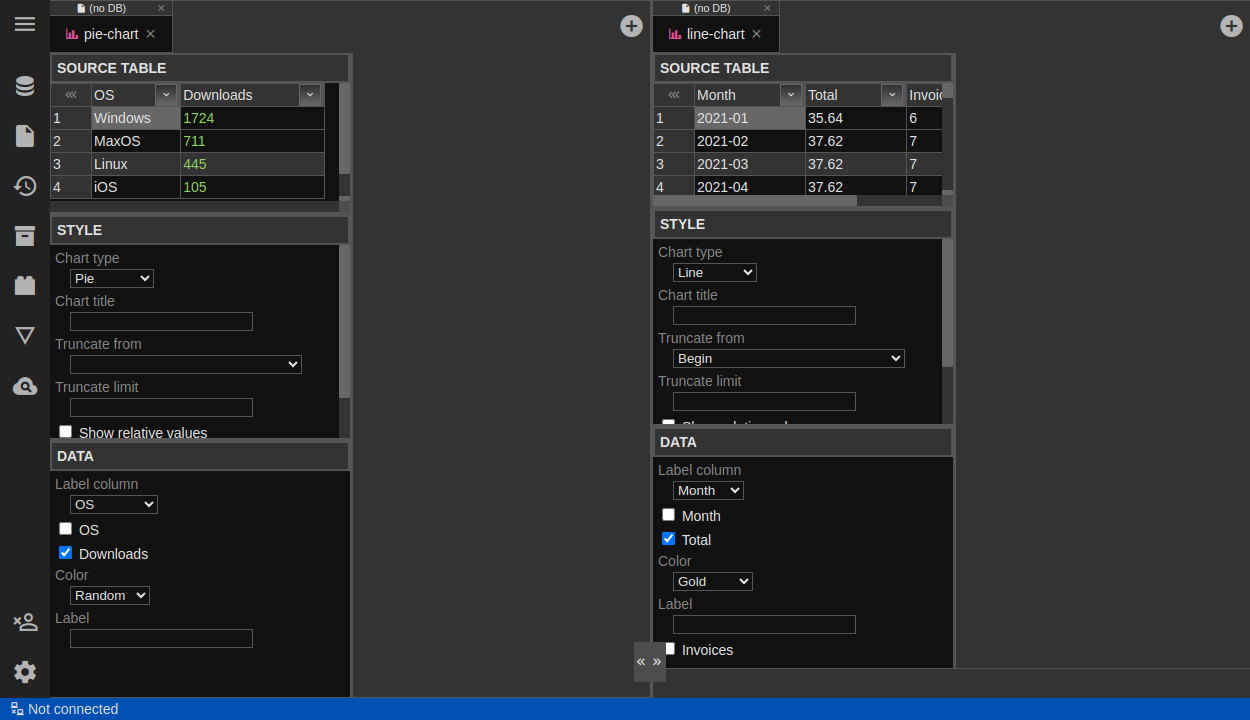 (no DB)
pie-chart
SOURCE TABLE
OS Downloads
1 Windows 1724
2 MaxOS 711
3 Linux 445
4 iOS 105
STYLE
Chart type
Pie
Chart title
Truncate from
Truncate limit
Show relative values
DATA
Label column
OS
OS
Downloads
Color
Random
Label
(no DB)
line-chart
SOURCE TABLE
Month Total
1 2021-01 35.64 6
2 2021-02 37.62 7
3 2021-03 37.62 7
4 2021-04 37.62 7
STYLE
Chart type
Line
Chart title
Truncate from
Begin
Truncate limit
DATA
Label column
Month
Month
Total
Color
Gold
Label
Invoices
Not connected